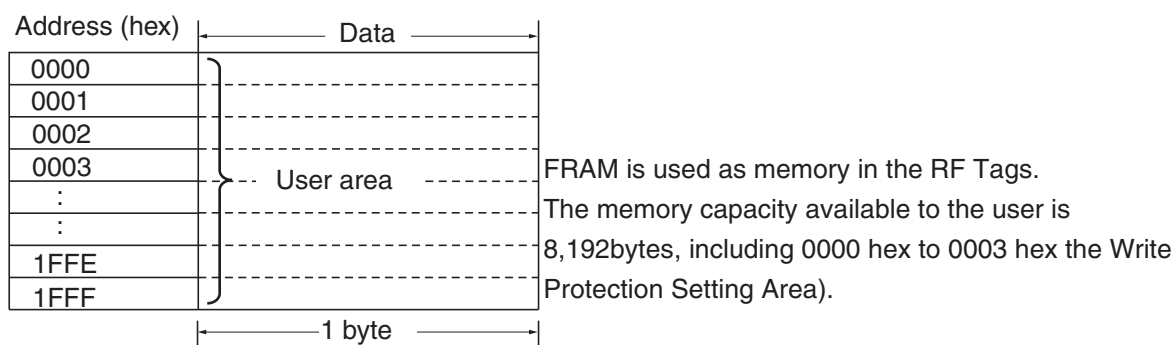 Address (hex) Data
0000
0001
0002
0003
:
:
1FFE
1FFF
User area
1 byte
FRAM is used as memory in the RF Tags.
The memory capacity available to the user is
8,192bytes, including 0000 hex to 0003 hex the Write
Protection Setting Area).